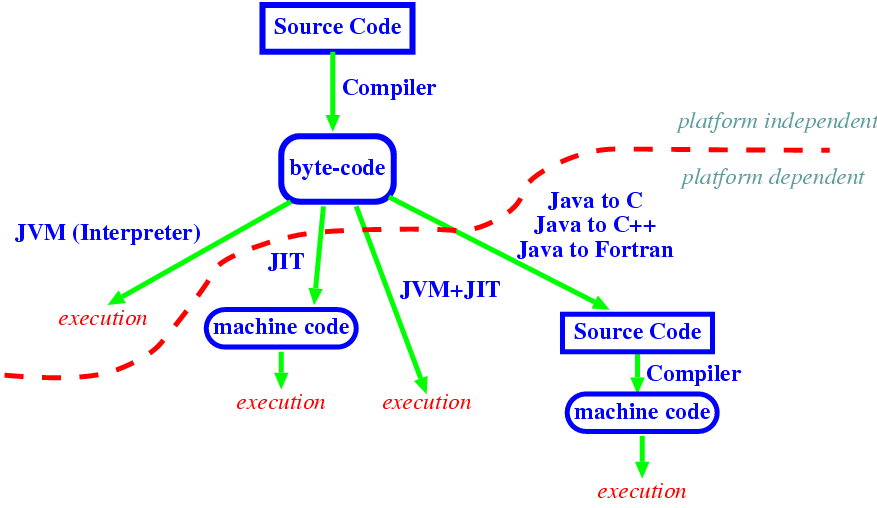 Source Code
Compiler
platform independent
byte-code
platform dependent
Java to C
Java to C++
JVM (Interpreter)
Java to Fortran
JIT
JVM+JIT
execution
machine code
Source Code
Compiler
execution
execution
machine code
execution